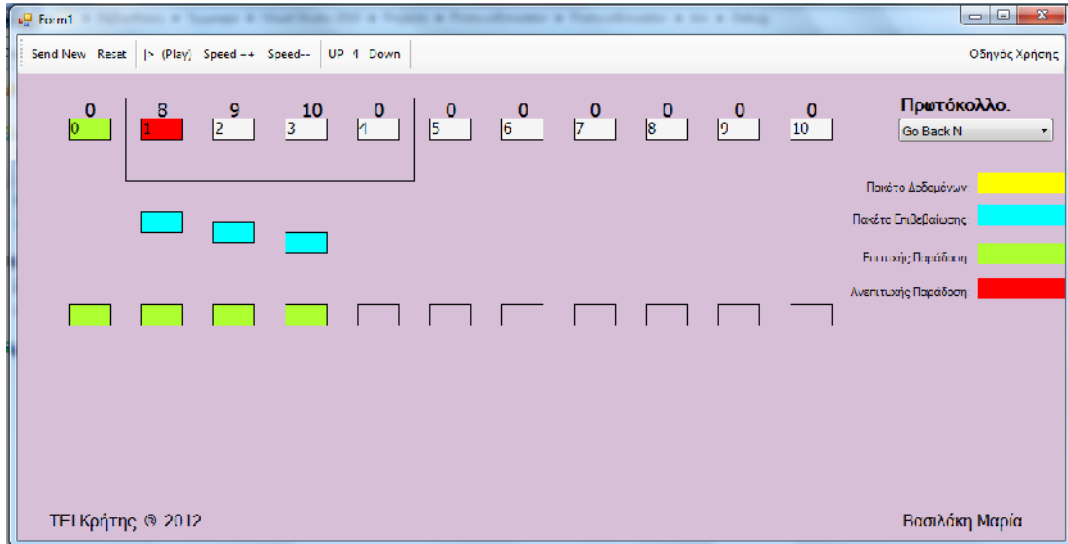 Form1
Send New Reset |> (Play) Speed ++ Speed-- UP 4 Down Οδηγός Χρήσης
0 8 9 10 0 0 0 0 0 0 0
0 1 2 3 4 5 6 7 8 9 10
Πρωτόκολλο.
Go Back N
Πακέτο Δεδομένων
Πακέτο Επιβεβαίωσης
Επιτυχής Παράδοση
Ανεπιτυχής Παράδοση
ΤΕΙ Κρήτης © 2012 Βασιλάκη Μαρία